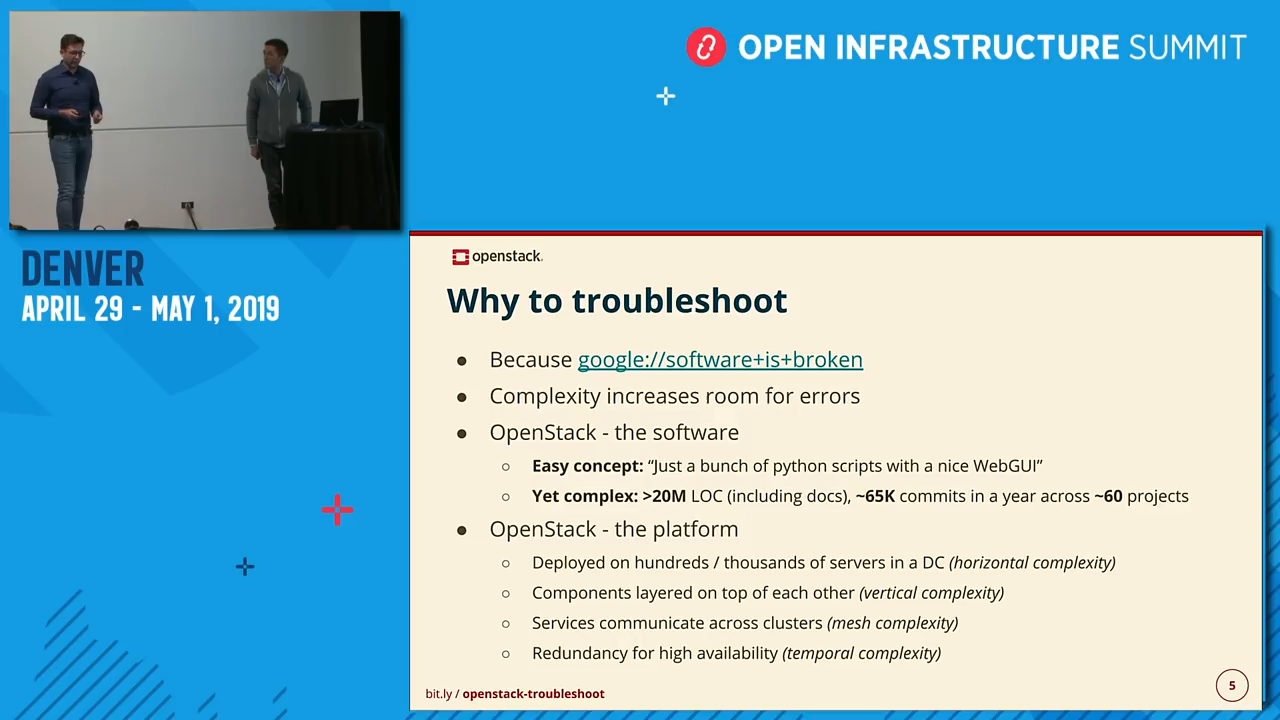 OPEN INFRASTRUCTURE SUMMIT
DENVER
APRIL 29 - MAY 1, 2019
openstack.
Why to troubleshoot
● Because google://software+is+broken
● Complexity increases room for errors
● OpenStack - the software
○ Easy concept: “Just a bunch of python scripts with a nice WebGUI”
○ Yet complex: >20M LOC (including docs), ~65K commits in a year across ~60 projects
● OpenStack - the platform
○ Deployed on hundreds / thousands of servers in a DC (horizontal complexity)
○ Components layered on top of each other (vertical complexity)
○ Services communicate across clusters (mesh complexity)
○ Redundancy for high availability (temporal complexity)
bit.ly / openstack-troubleshoot
5